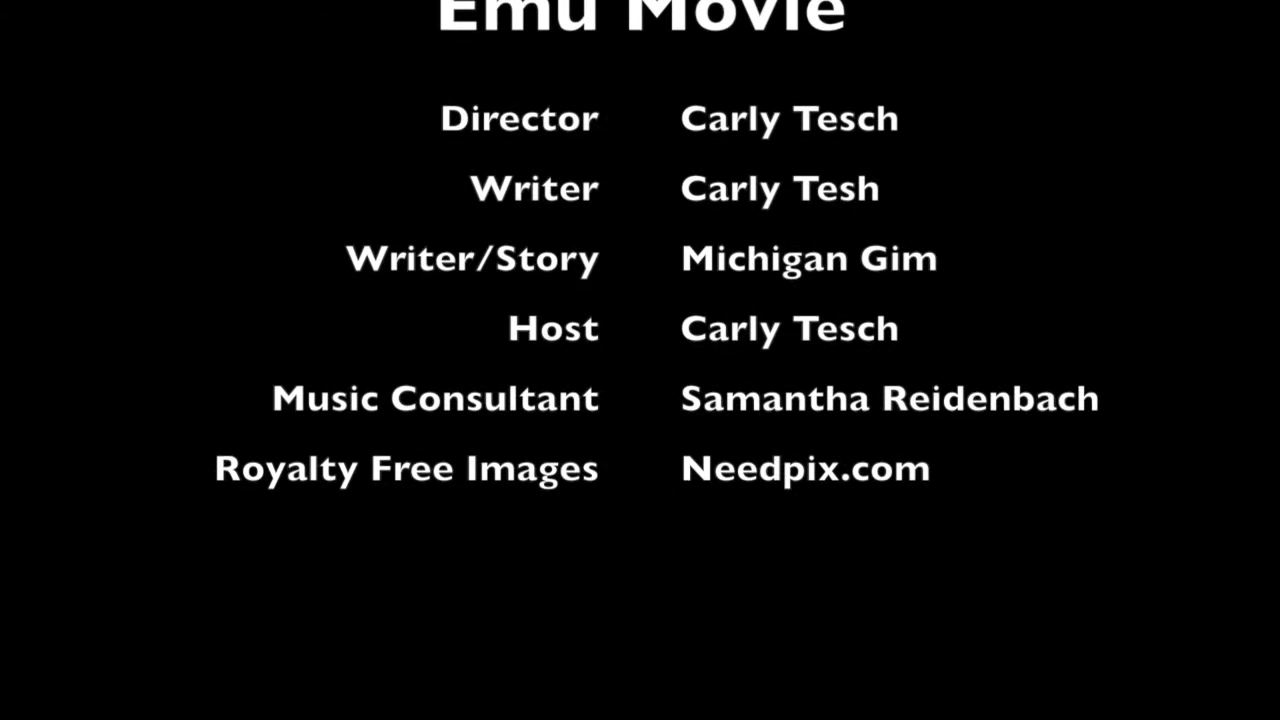 Emu Movie
Director Carly Tesch
Writer Carly Tesh
Writer/Story Michigan Gim
Host Carly Tesch
Music Consultant Samantha Reidenbach
Royalty Free Images Needpix.com